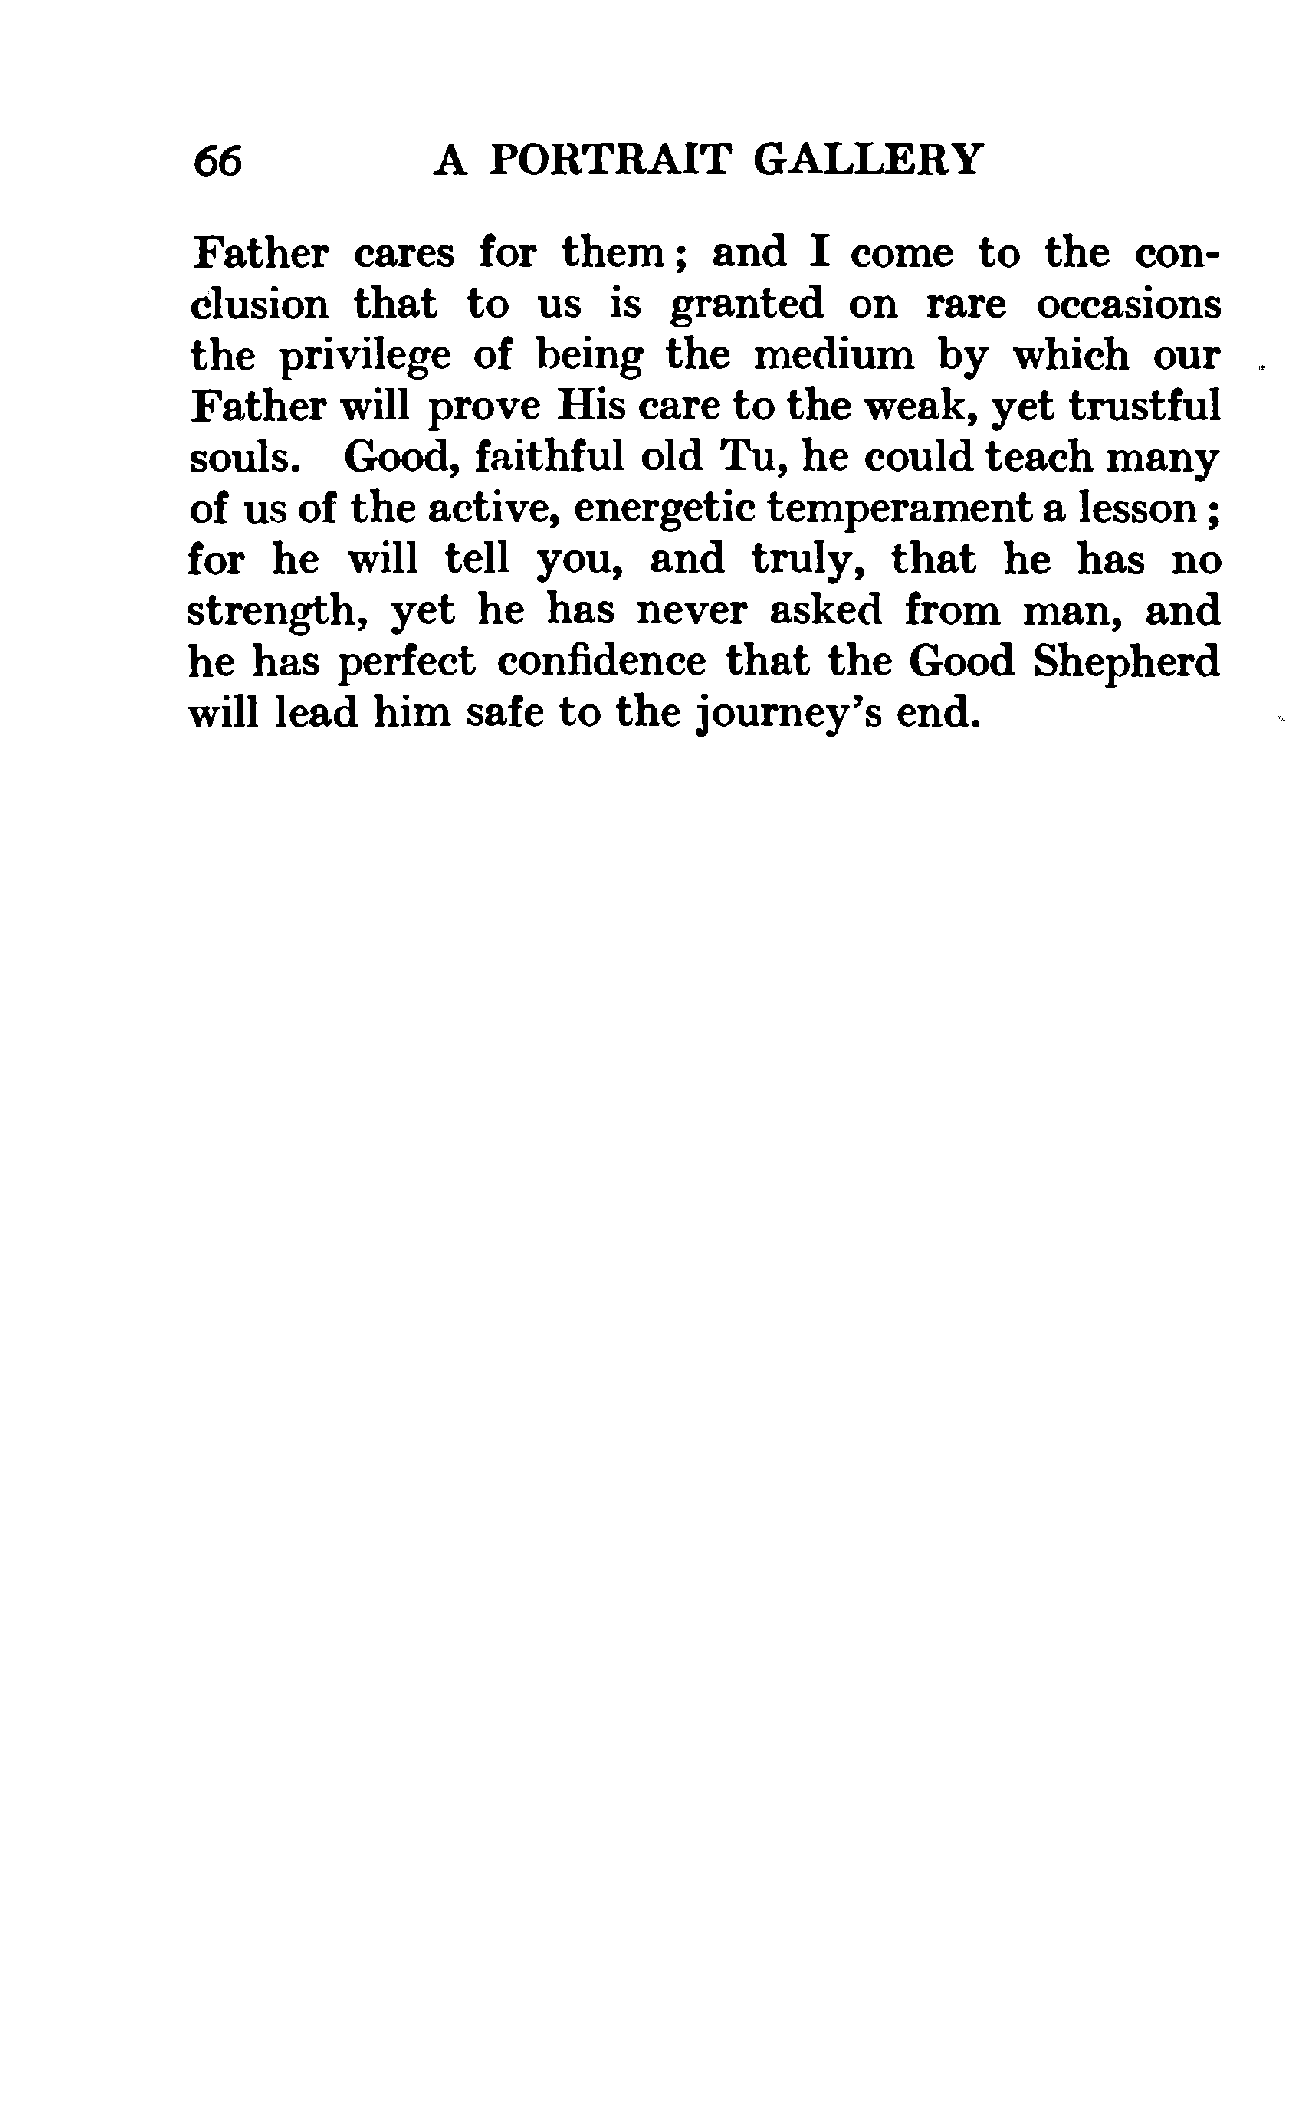 66 A PORTRAIT GALLERY
Father cares for them; and I come to the con-
clusion that to us is granted on rare occasions
the privilege of being the medium by which our
Father will prove His care to the weak, yet trustful
souls. Good, faithful old Tu, he could teach many
of us of the active, energetic temperament a lesson;
for he will tell you, and truly, that he has no
strength, yet he has never asked from man, and
he has perfect confidence that the Good Shepherd
will lead him safe to the journey's end.